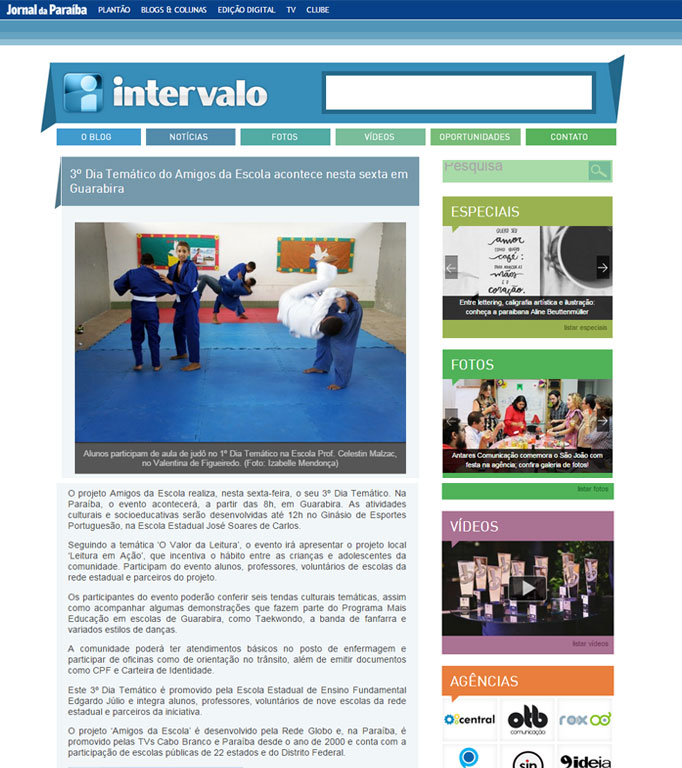 Jornal da Paraíba PLANTÃO BLOGS & COLUNAS EDIÇÃO DIGITAL TV CLUBE
intervalo
O BLOG NOTÍCIAS FOTOS VÍDEOS OPORTUNIDADES CONTATO
3º Dia Temático do Amigos da Escola acontece nesta sexta em
Guarabira
Alunos participam de aula de judô no 1º Dia Temático na Escola Prof. Celestin Malzac,
no Valentina de Figueiredo. (Foto: Izabelle Mendonça)
O projeto Amigos da Escola realiza, nesta sexta-feira, o seu 3º Dia Temático. Na
Paraíba, o evento acontecerá, a partir das 8h, em Guarabira. As atividades
culturais e socioeducativas serão desenvolvidas até 12h no Ginásio de Esportes
Portuguesão, na Escola Estadual José Soares de Carlos.
Seguindo a temática ‘O Valor da Leitura’, o evento irá apresentar o projeto local
‘Leitura em Ação’, que incentiva o hábito entre as crianças e adolescentes da
comunidade. Participam do evento alunos, professores, voluntários de escolas da
rede estadual e parceiros do projeto.
Os participantes do evento poderão conferir seis tendas culturais temáticas, assim
como acompanhar algumas demonstrações que fazem parte do Programa Mais
Educação em escolas de Guarabira, como Taekwondo, a banda de fanfarra e
variados estilos de danças.
A comunidade poderá ter atendimentos básicos no posto de enfermagem e
participar de oficinas como de orientação no trânsito, além de emitir documentos
como CPF e Carteira de Identidade.
Este 3º Dia Temático é promovido pela Escola Estadual de Ensino Fundamental
Edgardo Júlio e integra alunos, professores, voluntários de nove escolas da rede
estadual e parceiros da iniciativa.
O projeto ‘Amigos da Escola’ é desenvolvido pela Rede Globo e, na Paraíba, é
promovido pelas TVs Cabo Branco e Paraíba desde o ano de 2000 e conta com a
participação de escolas públicas de 22 estados e do Distrito Federal.
Pesquisa
ESPECIAIS
amor
café:
mãos
coração.
Entre lettering, caligrafia artística e ilustração:
conheça a paraibana Aline Beuttenmüller
listar especiais
FOTOS
Antares Comunicação comemora o São João com
festa na agência; confira galeria de fotos!
listar fotos
VÍDEOS
listar vídeos
AGÊNCIAS
central
otb
comunicação
rox
sin
9ideia